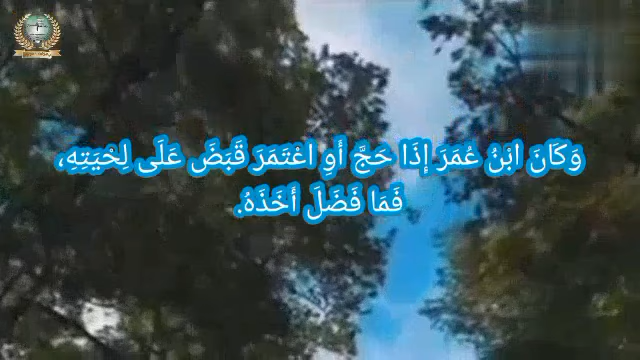 وَكَانَ ابْنُ عُمَرَ إِذَا حَجَّ أَوِ اعْتَمَرَ قَبَضَ عَلَى لِحْيَتِهِ،
فَمَا فَضَلَ أَخَذَهُ.